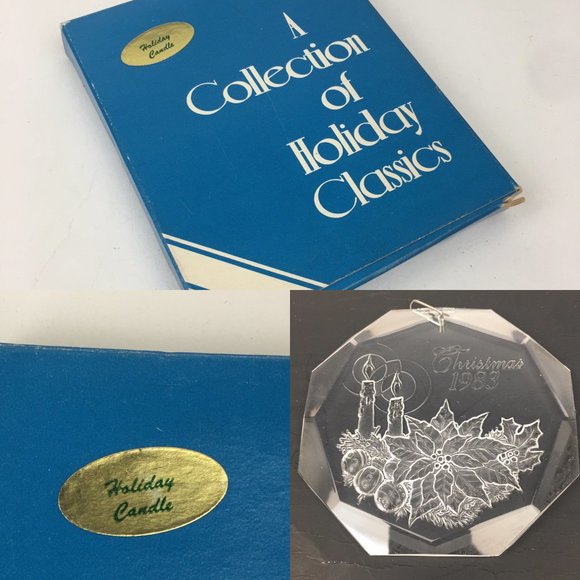 Holiday
Candle
A
Collection
of
Holiday
Classics
Holiday
Candle
Christmas
1983